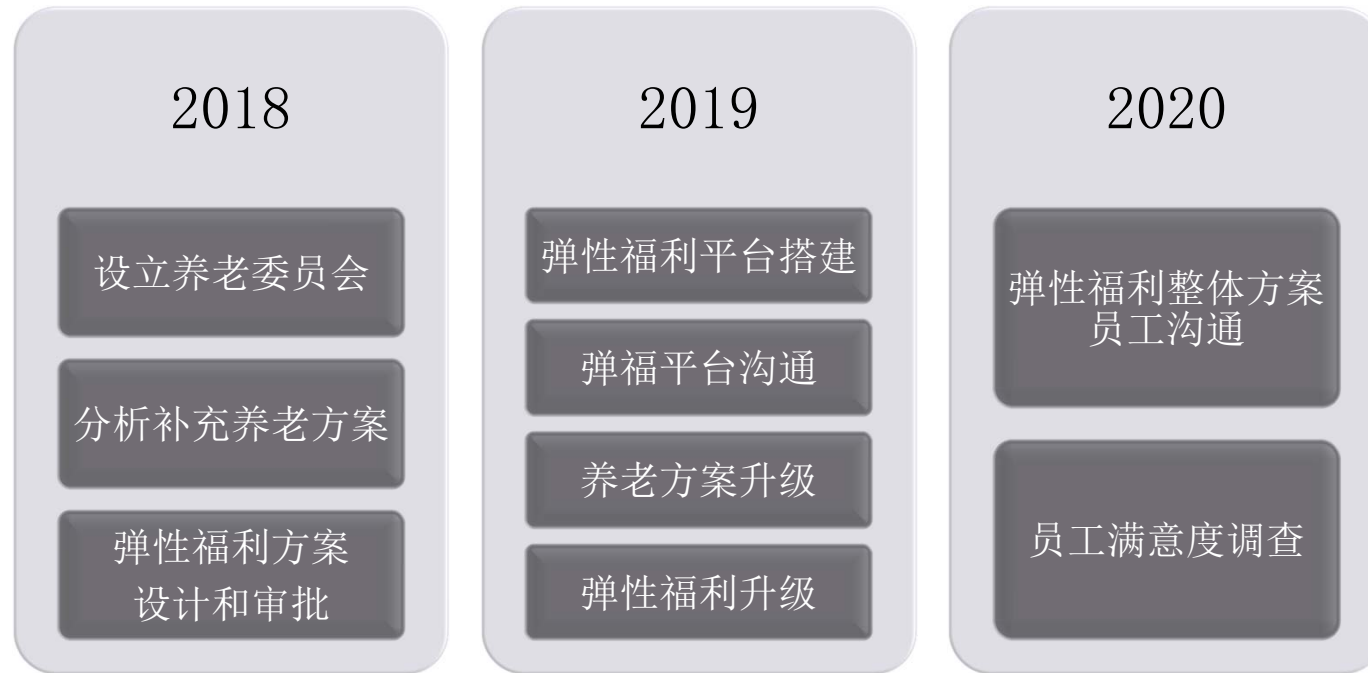 2018
设立养老委员会
分析补充养老方案
弹性福利方案
设计和审批
2019
弹性福利平台搭建
弹福平台沟通
养老方案升级
弹性福利升级
2020
弹性福利整体方案
员工沟通
员工满意度调查